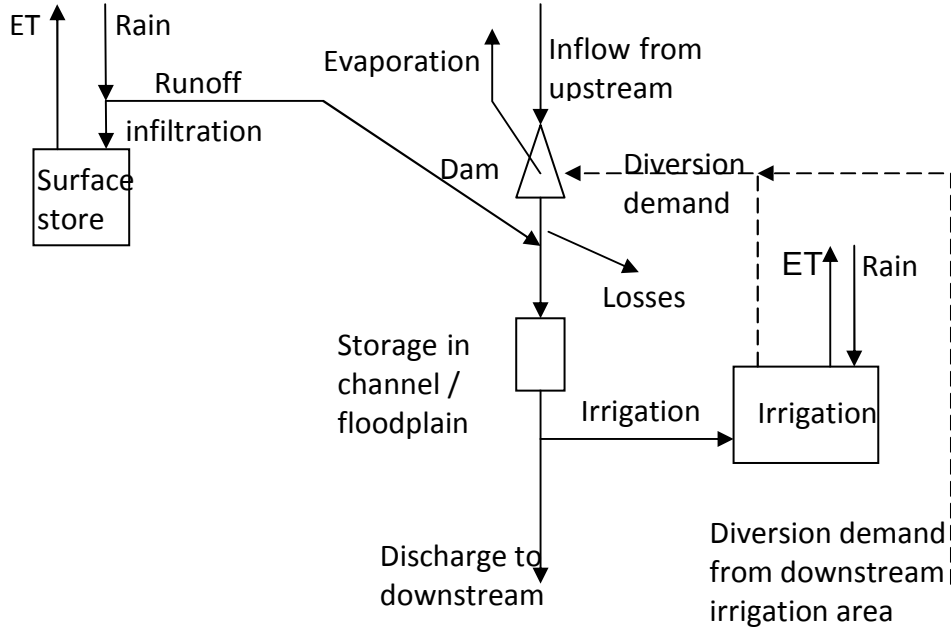 ET
Rain
Runoff
infiltration
Surface
store
Evaporation
Inflow from
upstream
Dam
Diversion
demand
Losses
ET
Rain
Storage in
channel /
floodplain
Irrigation
Irrigation
Discharge to
downstream
Diversion demand
from downstream
irrigation area